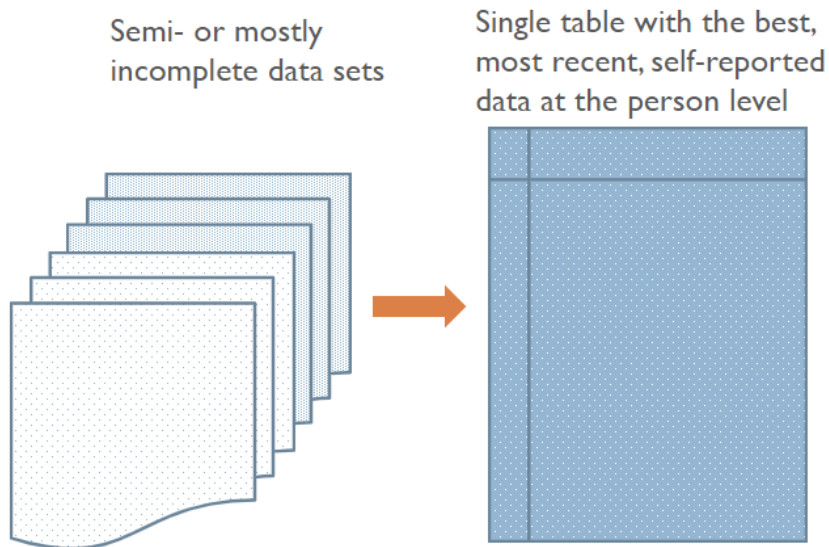 Semi- or mostly
incomplete data sets
Single table with the best,
most recent, self-reported
data at the person level